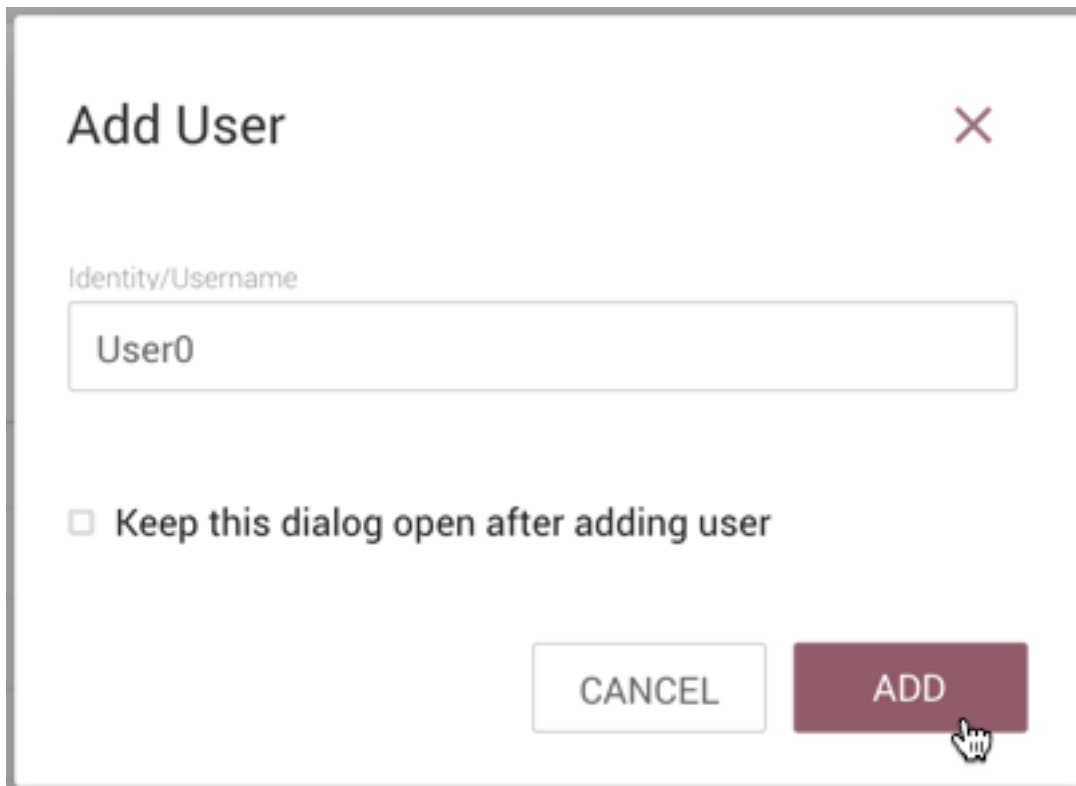 Add User
Identity/Username
User0
Keep this dialog open after adding user
CANCEL
ADD